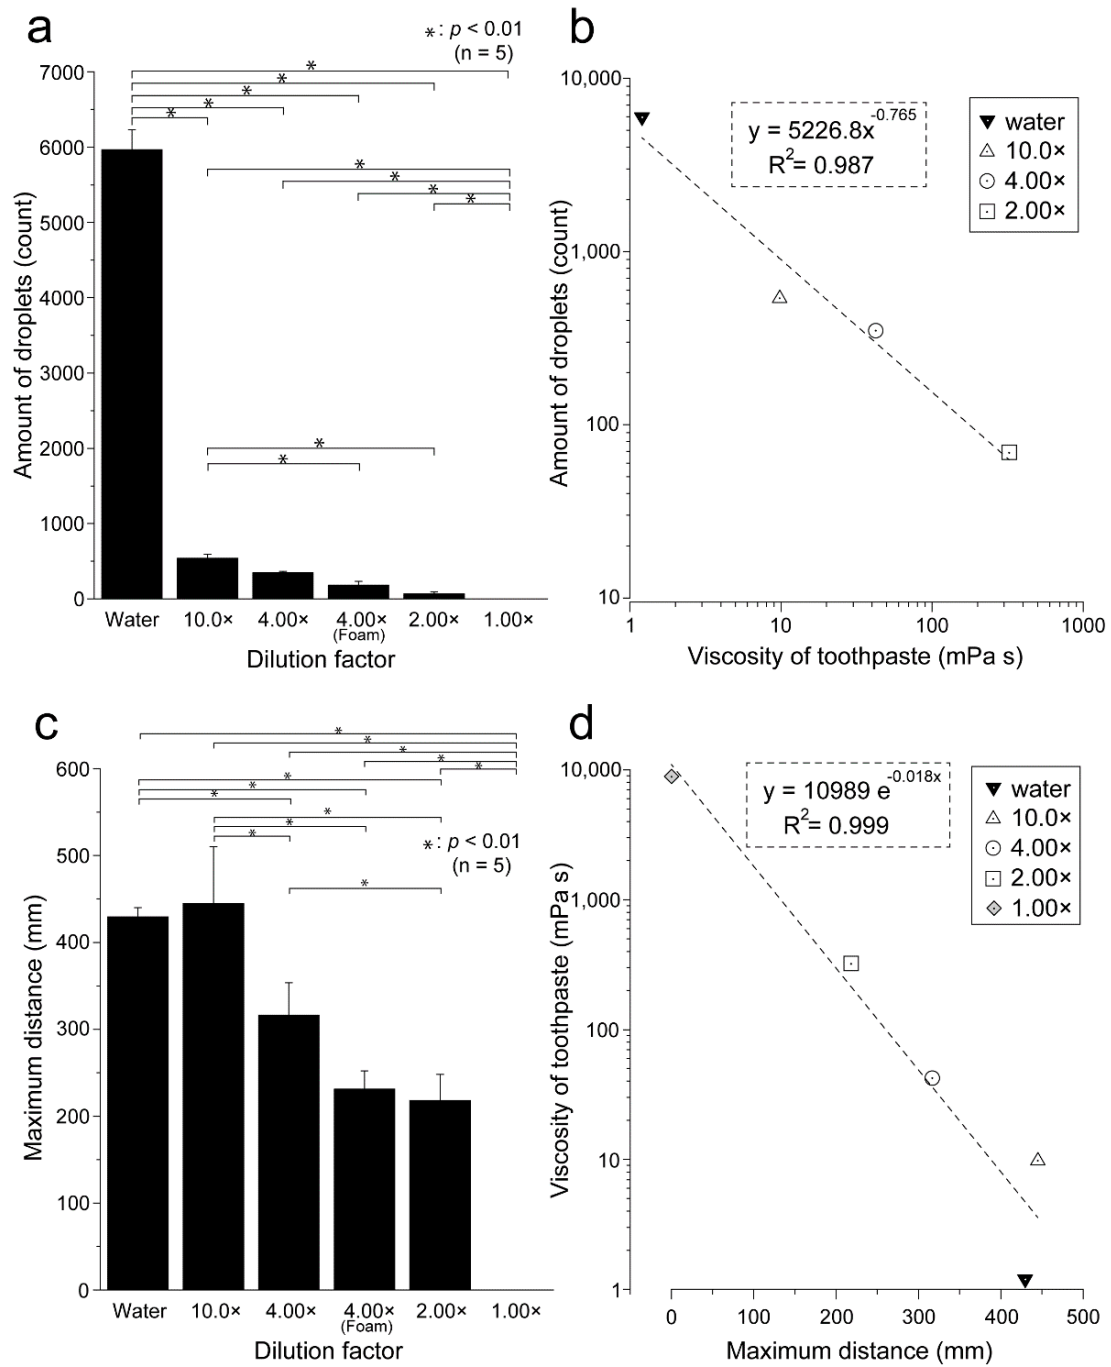 a
*: p < 0.01
(n = 5)
7000
6000
5000
4000
3000
2000
1000
0
Amount of droplets (count)
* * * * *
* * * *
* *
Water 10.0× 4.00× 4.00× 2.00× 1.00×
(Foam)
Dilution factor
b
10,000
1,000
100
10
Amount of droplets (count)
y = 5226.8x^-0.765
R²= 0.987
water
10.0×
4.00×
2.00×
1 10 100 1000
Viscosity of toothpaste (mPa s)
c
600
500
400
300
200
100
0
Maximum distance (mm)
* * * * *
* * *
* * *
*
*: p < 0.01
(n = 5)
Water 10.0× 4.00× 4.00× 2.00× 1.00×
(Foam)
Dilution factor
d
10,000
1,000
100
10
1
Viscosity of toothpaste (mPa s)
y = 10989 e^-0.018x
R²= 0.999
water
10.0×
4.00×
2.00×
1.00×
0 100 200 300 400 500
Maximum distance (mm)